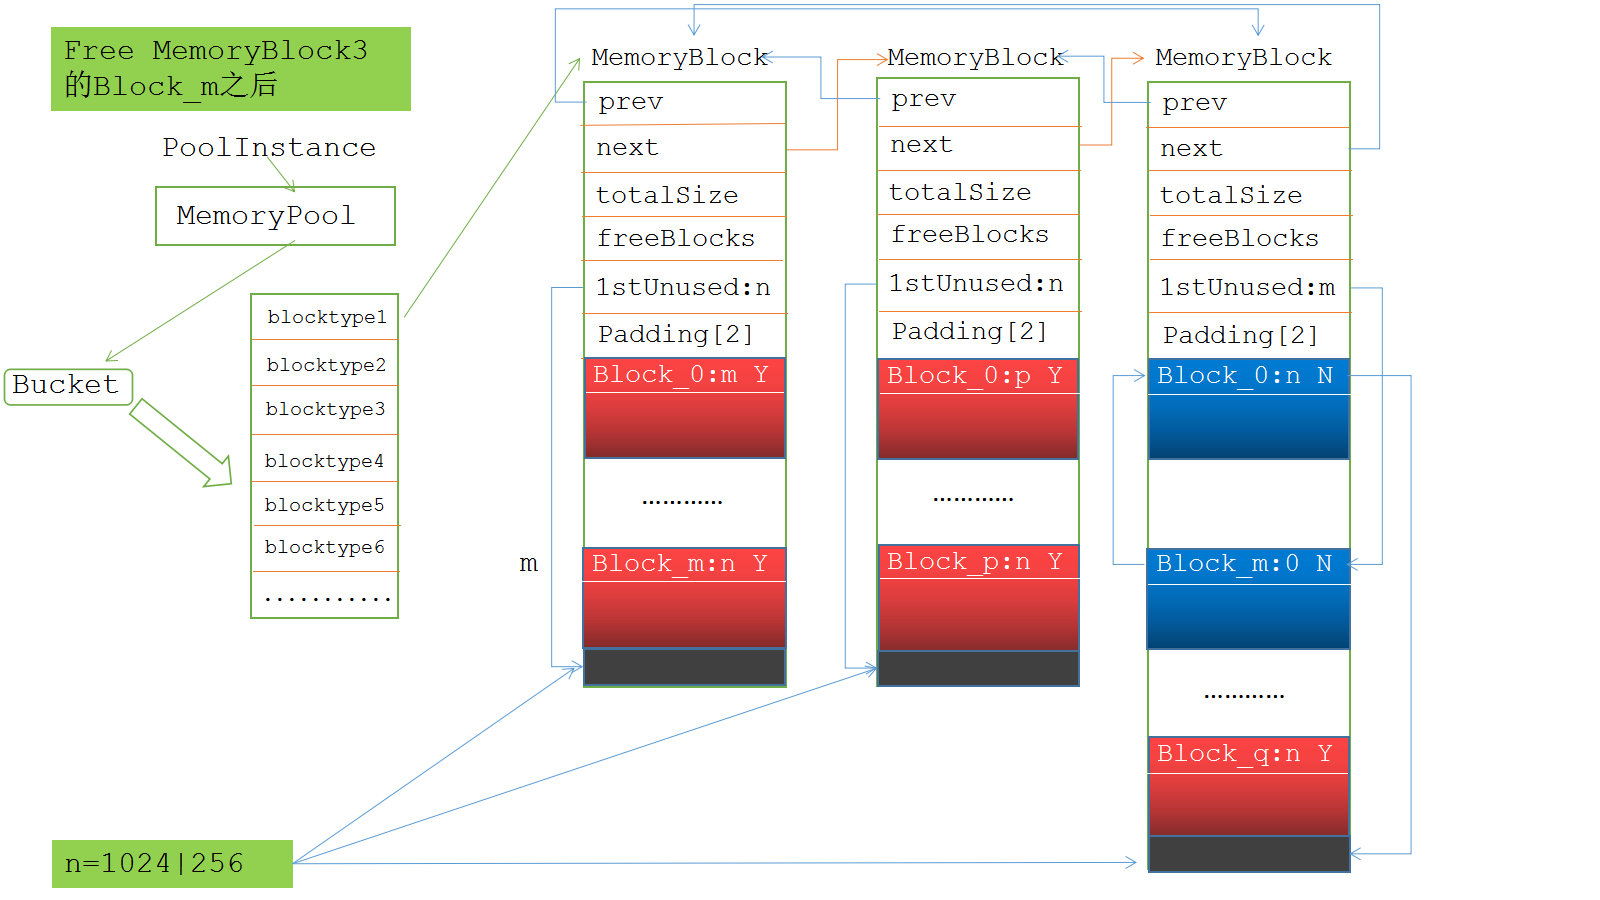 Free MemoryBlock3
的Block_m之后
PoolInstance
MemoryPool
Bucket
blocktype1
blocktype2
blocktype3
blocktype4
blocktype5
blocktype6
...........
n=1024|256
m
MemoryBlock
prev
next
totalSize
freeBlocks
1stUnused:n
Padding[2]
Block_0:m Y
…………
Block_m:n Y
MemoryBlock
prev
next
totalSize
freeBlocks
1stUnused:n
Padding[2]
Block_0:p Y
…………
Block_p:n Y
MemoryBlock
prev
next
totalSize
freeBlocks
1stUnused:m
Padding[2]
Block_0:n N
Block_m:0 N
…………
Block_q:n Y